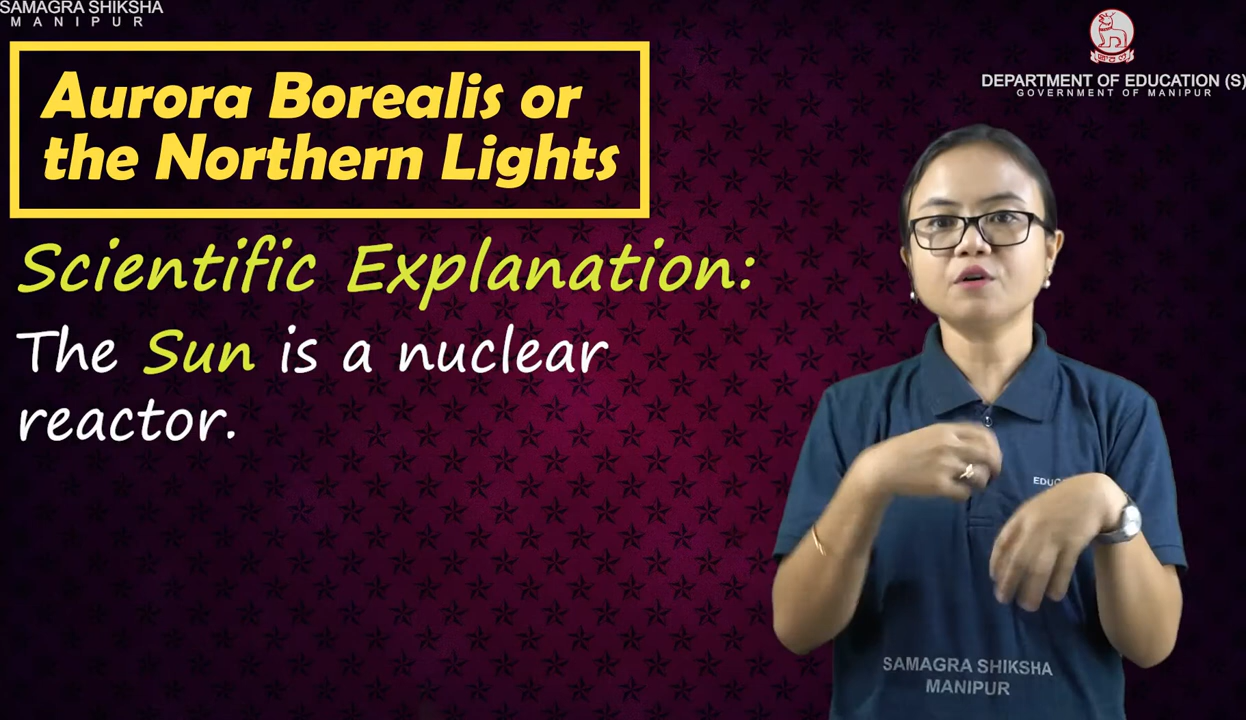 SAMAGRA SHIKSHA
MANIPUR
DEPARTMENT OF EDUCATION (S)
GOVERNMENT OF MANIPUR
Aurora Borealis or
the Northern Lights
Scientific Explanation:
The Sun is a nuclear
reactor.
SAMAGRA SHIKSHA
MANIPUR